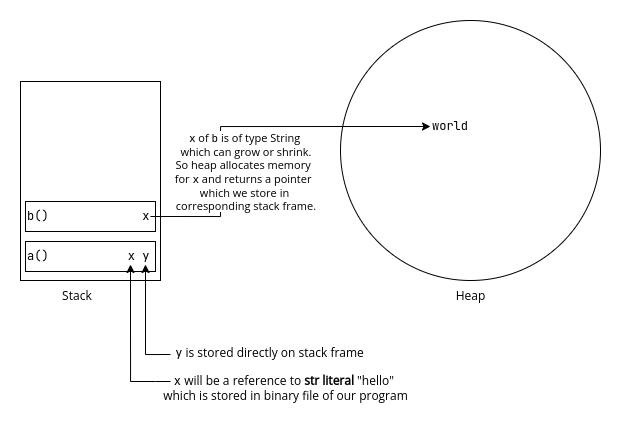 world
x of b is of type String
which can grow or shrink.
So heap allocates memory
for x and returns a pointer
which we store in
corresponding stack frame.
b() x
a() x y
Stack
Heap
y is stored directly on stack frame
x will be a reference to str literal "hello"
which is stored in binary file of our program